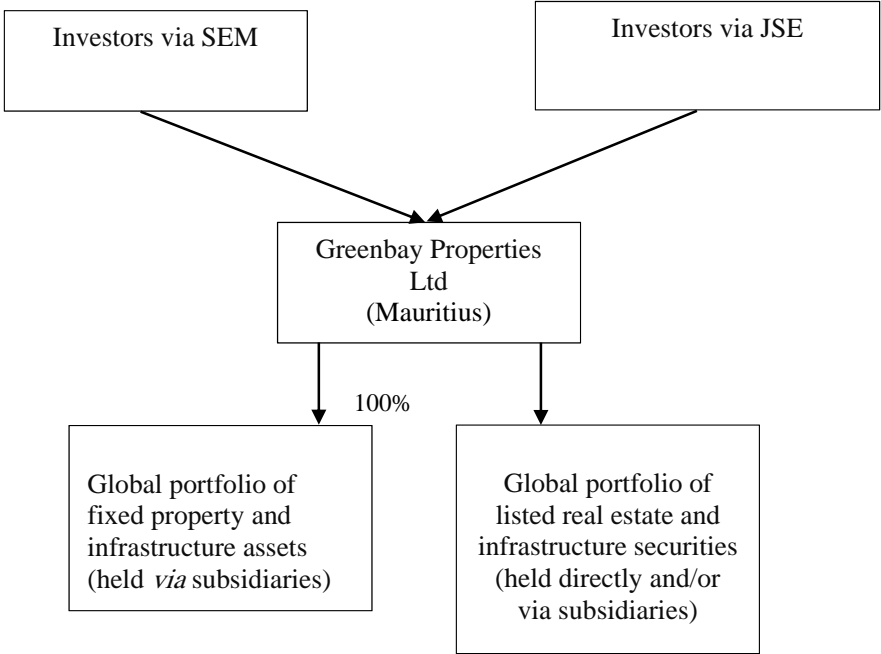 Investors via SEM
Investors via JSE
Greenbay Properties
Ltd
(Mauritius)
100%
Global portfolio of
fixed property and
infrastructure assets
(held via subsidiaries)
Global portfolio of
listed real estate and
infrastructure securities
(held directly and/or
via subsidiaries)